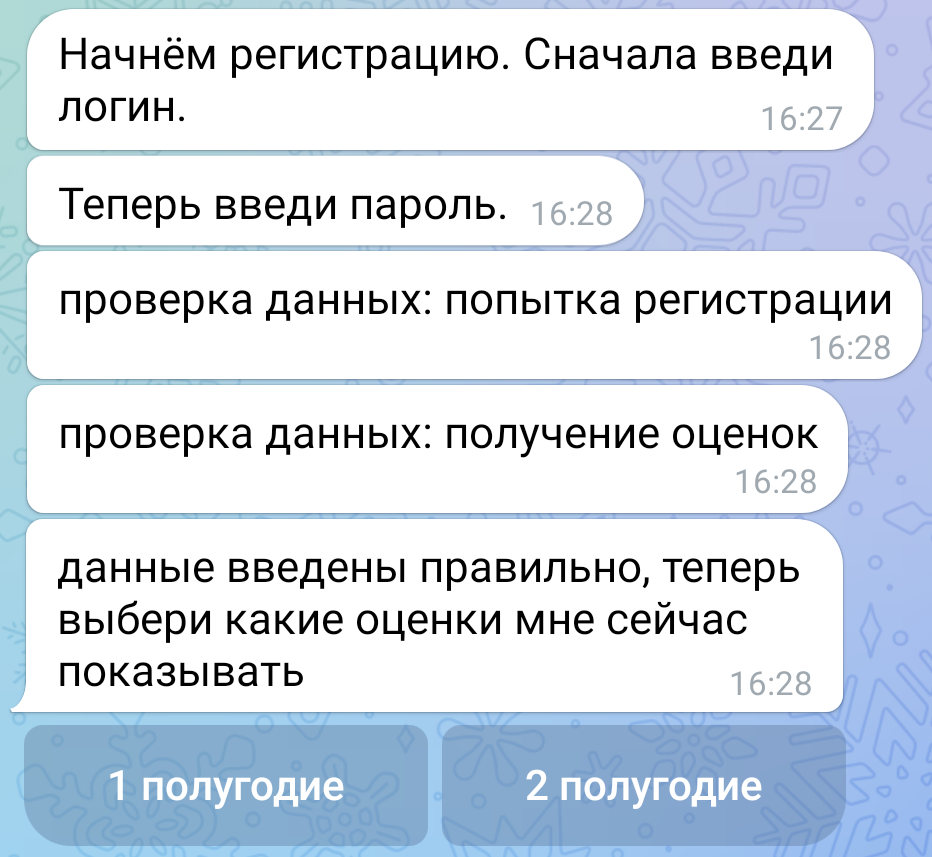 Начнём регистрацию. Сначала введи
логин.
16:27
Теперь введи пароль. 16:28
проверка данных: попытка регистрации
16:28
проверка данных: получение оценок
16:28
данные введены правильно, теперь
выбери какие оценки мне сейчас
показывать
16:28
1 полугодие
2 полугодие